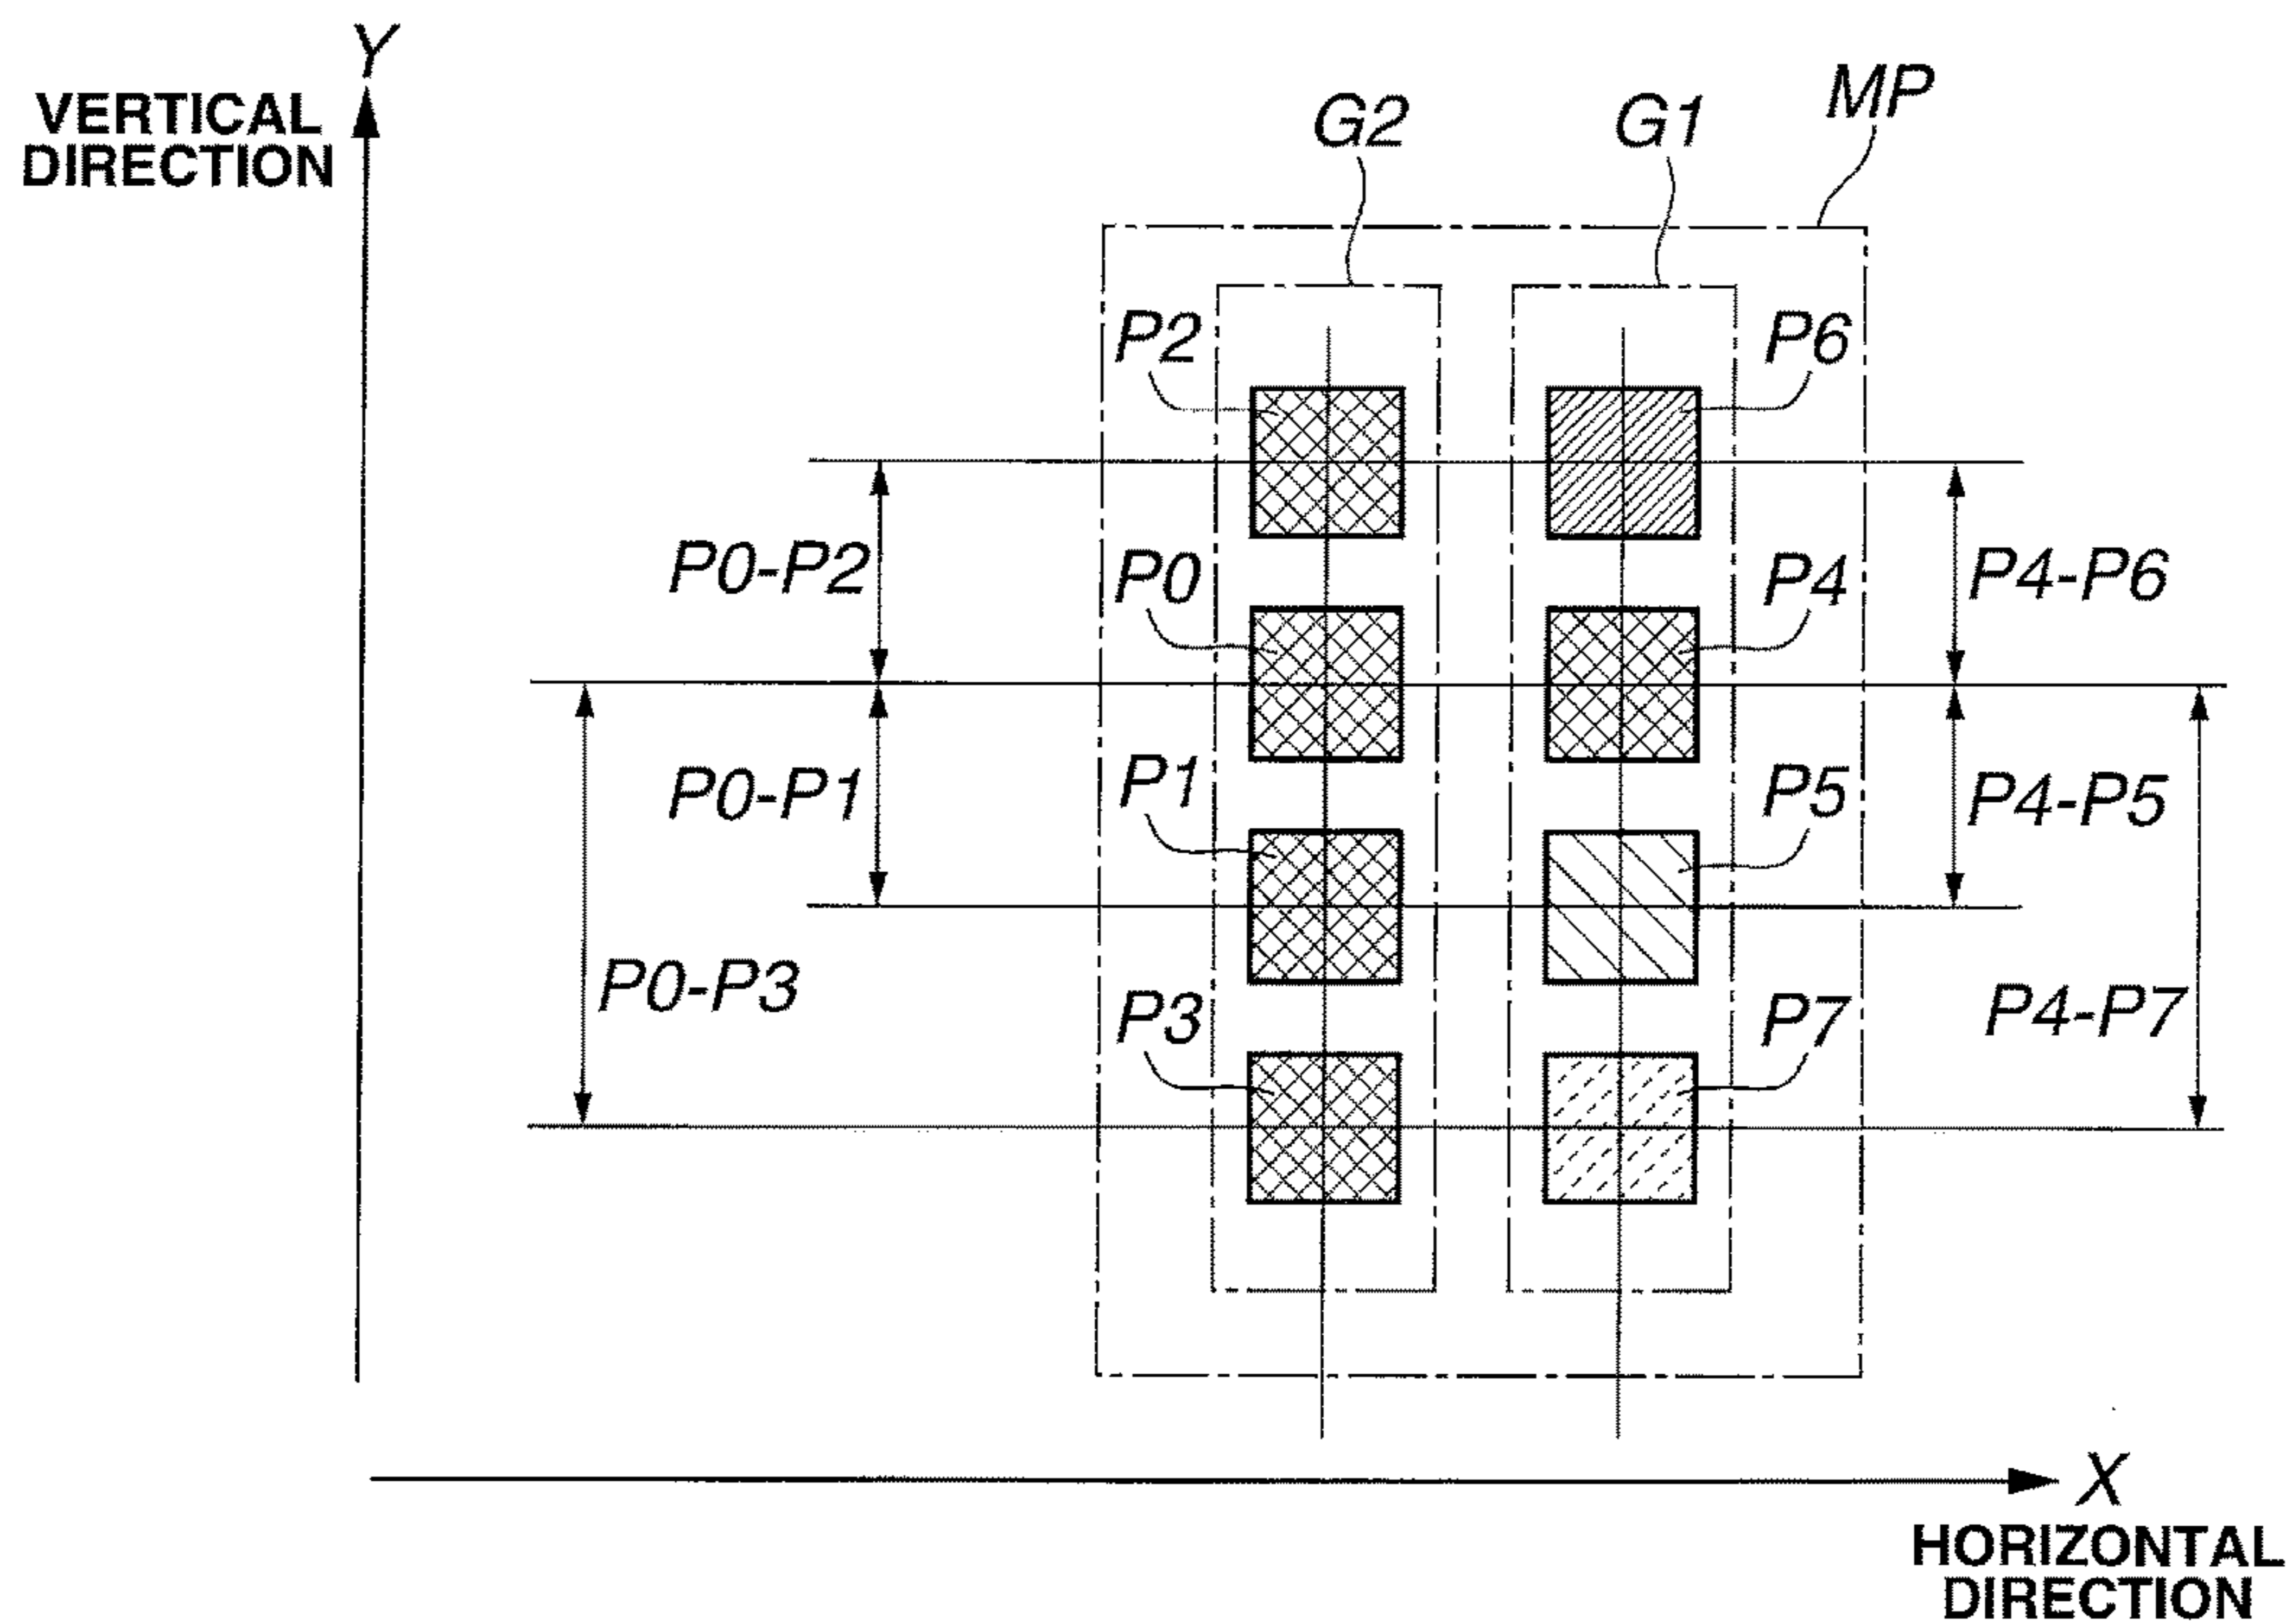 Y
VERTICAL
DIRECTION
MP
G2
G1
P2
P6
P0-P2
P0
P4
P4-P6
P0-P1
P1
P5
P4-P5
P0-P3
P3
P7
P4-P7
X
HORIZONTAL
DIRECTION